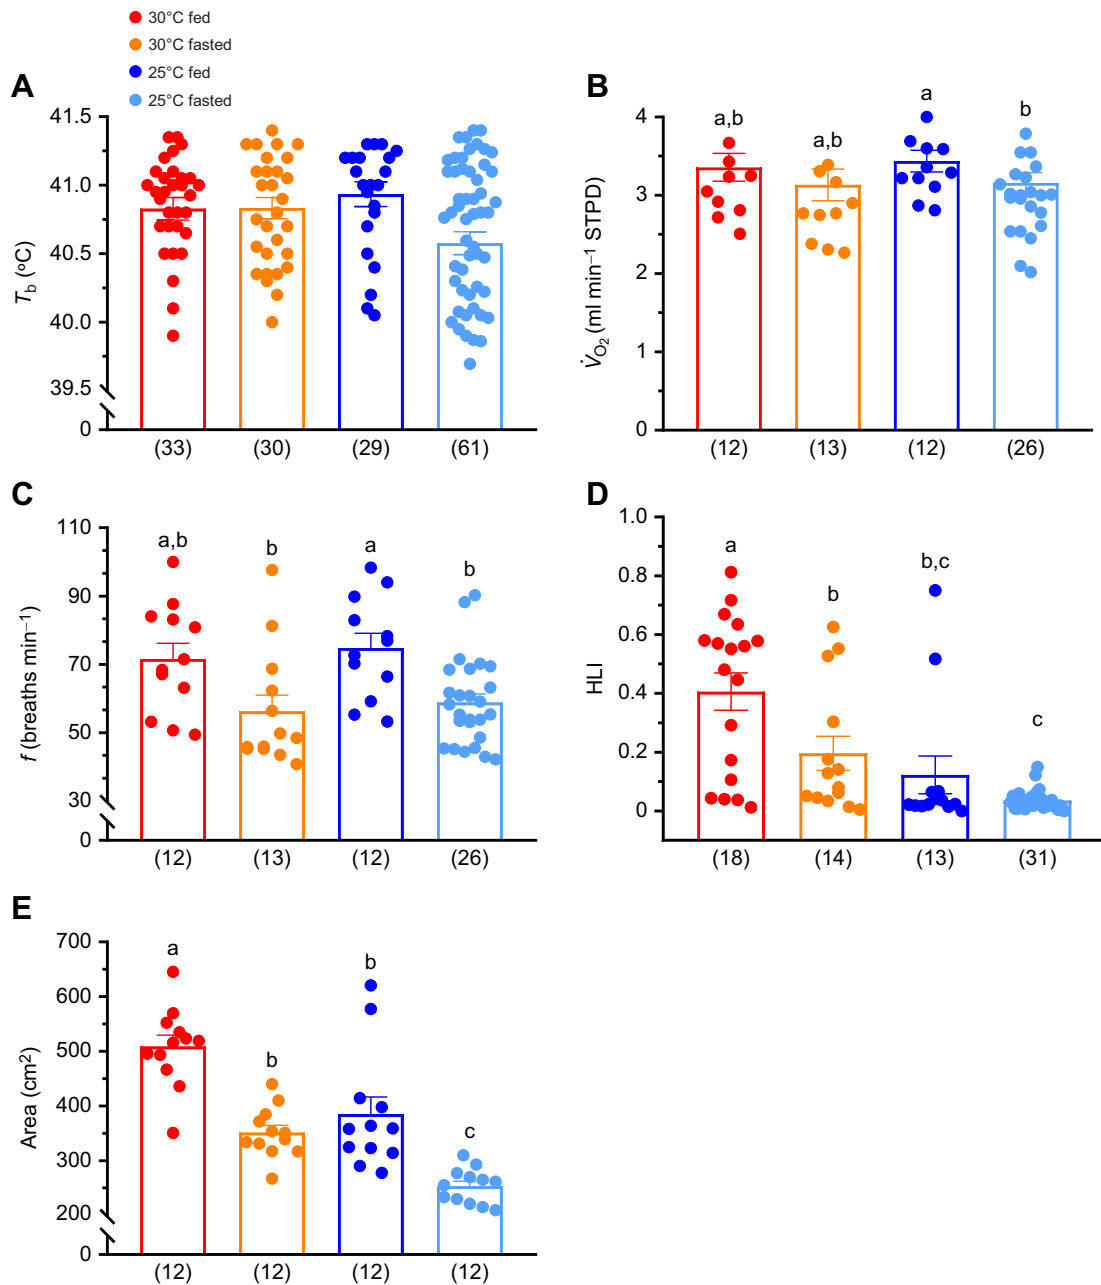 30°C fed
30°C fasted
25°C fed
25°C fasted
A
41.5
41.0
40.5
40.0
39.5
0
T_b (°C)
(33) (30) (29) (61)
B
a,b a,b a b
4
3
2
1
0
V̇_O₂ (ml min⁻¹ STPD)
(12) (13) (12) (26)
C
a,b b a b
110
90
70
50
30
0
f (breaths min⁻¹)
(12) (13) (12) (26)
D
a b b,c c
1.0
0.8
0.6
0.4
0.2
0
HLI
(18) (14) (13) (31)
E
a b b c
700
600
500
400
300
200
0
Area (cm²)
(12) (12) (12) (12)